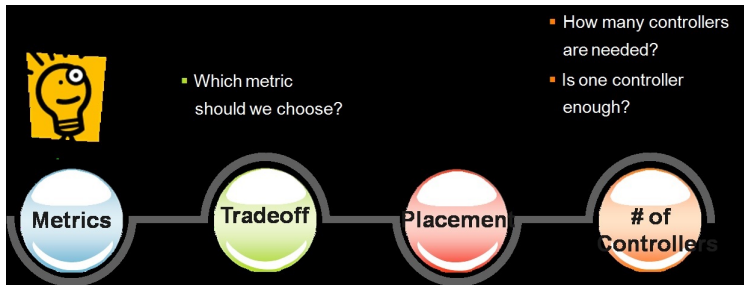 How many controllers
are needed?
Is one controller
enough?
Which metric
should we choose?
Metrics
Tradeoff
Placement
# of
Controllers